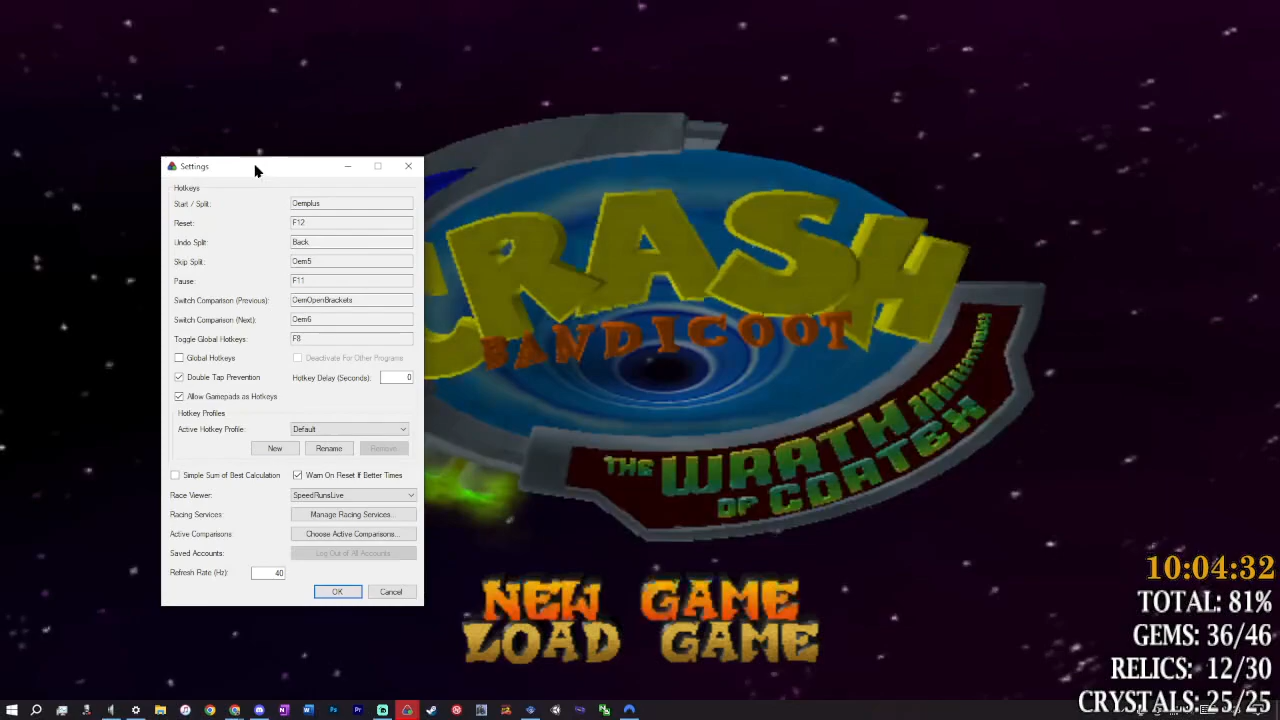 Settings
Hotkeys
Start / Split: Oemplus
Reset: F12
Undo Split: Back
Skip Split: Oem5
Pause: F11
Switch Comparison (Previous): OemOpenBrackets
Switch Comparison (Next): Oem6
Toggle Global Hotkeys: F8
Global Hotkeys Deactivate For Other Programs
Double Tap Prevention Hotkey Delay (Seconds): 0
Allow Gamepads as Hotkeys
Hotkey Profiles
Active Hotkey Profile: Default
New Rename Remove
Simple Sum of Best Calculation Warn On Reset If Better Times
Race Viewer: SpeedRunsLive
Racing Services: Manage Racing Services...
Active Comparisons: Choose Active Comparisons...
Saved Accounts: Log Out of All Accounts
Refresh Rate (Hz): 40
OK Cancel
CRASH
BANDICOOT
THE WRATH
OF CORTEX
NEW GAME
LOAD GAME
10:04:32
TOTAL: 81%
GEMS: 36/46
RELICS: 12/30
CRYSTALS: 25/25